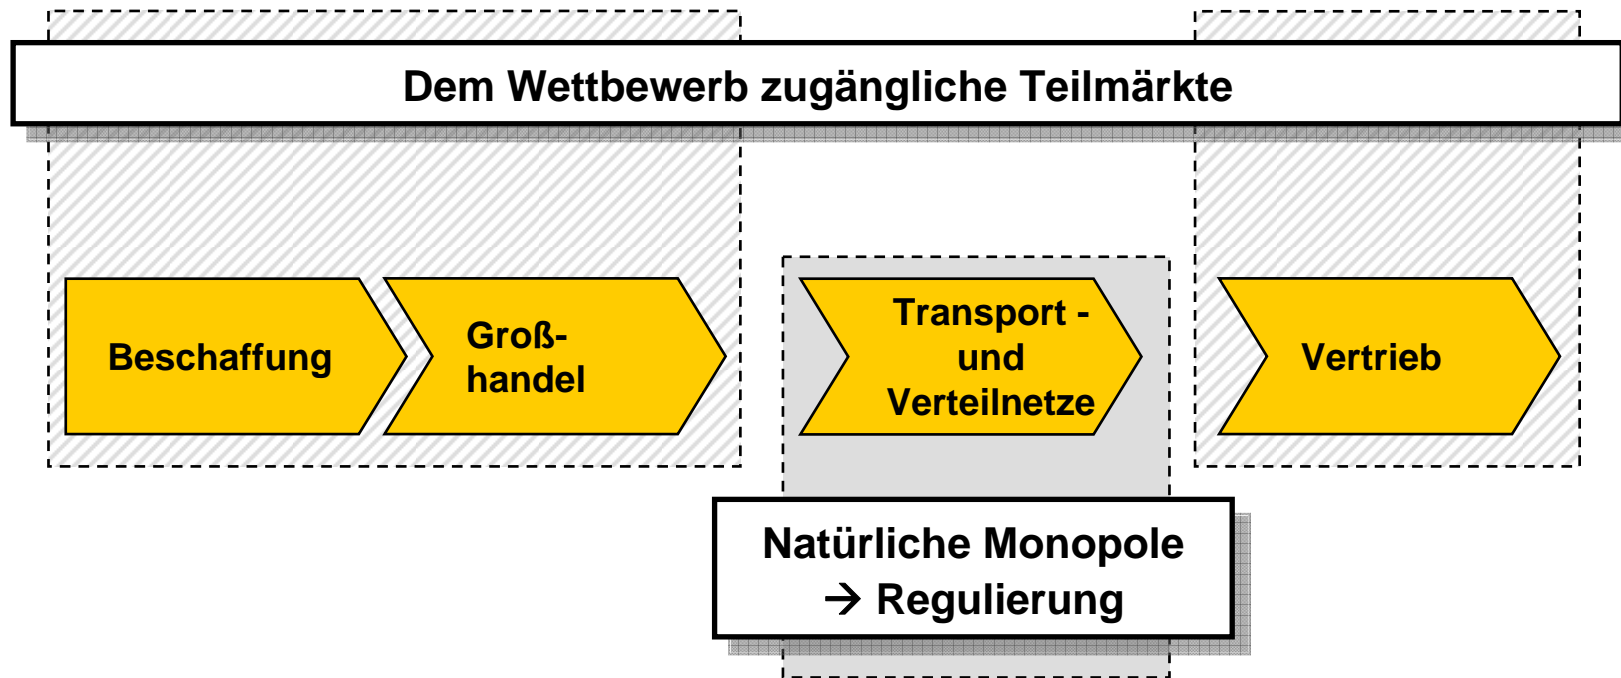 Dem Wettbewerb zugängliche Teilmärkte
Beschaffung
Groß-
handel
Transport -
und
Verteilnetze
Vertrieb
Natürliche Monopole
→ Regulierung